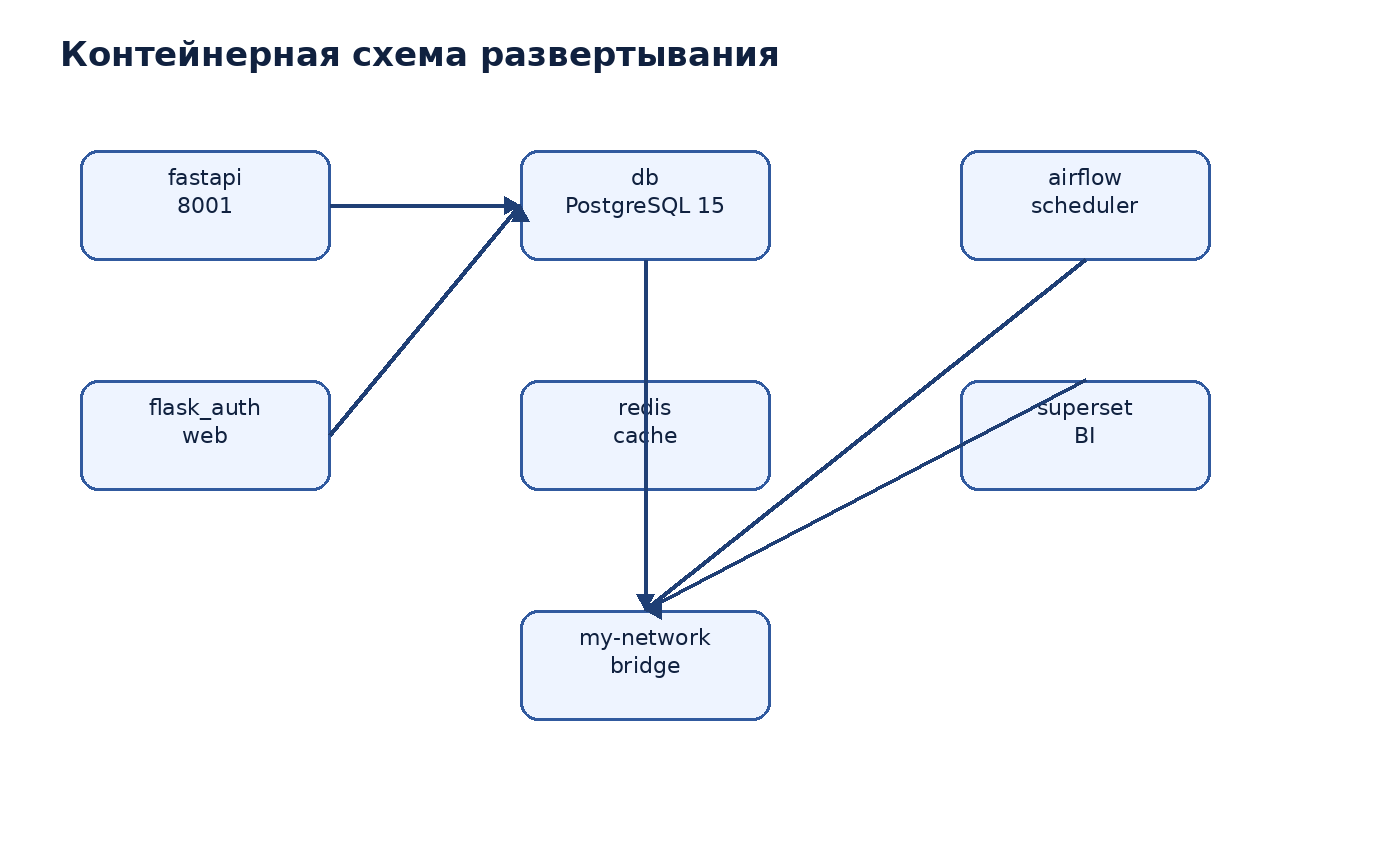 Контейнерная схема развертывания
fastapi
8001
db
PostgreSQL 15
airflow
scheduler
flask_auth
web
redis
cache
superset
BI
my-network
bridge